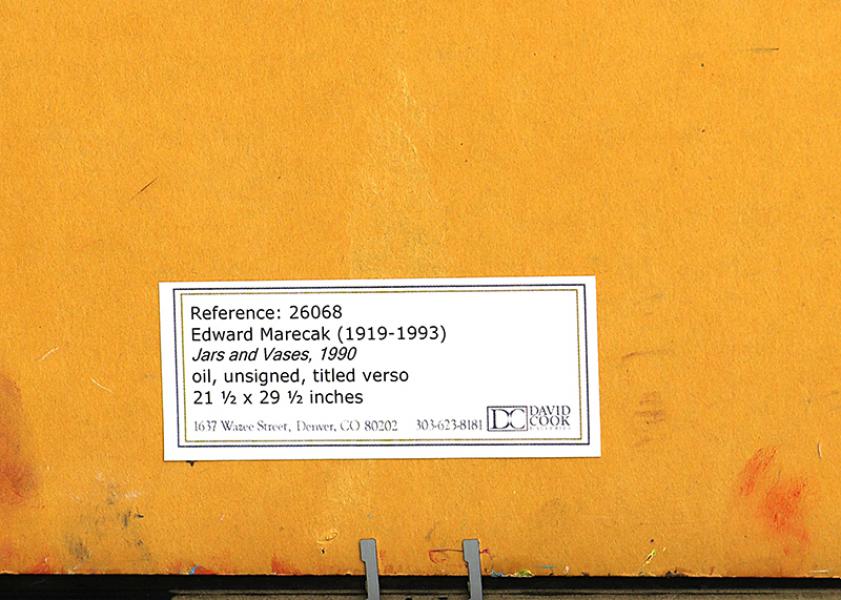 Reference: 26068
Edward Marecak (1919-1993)
Jars and Vases, 1990
oil, unsigned, titled verso
21 ½ x 29 ½ inches
1637 Wazee Street, Denver, CO 80202 303-623-8181
DC DAVID
COOK
GALLERIES